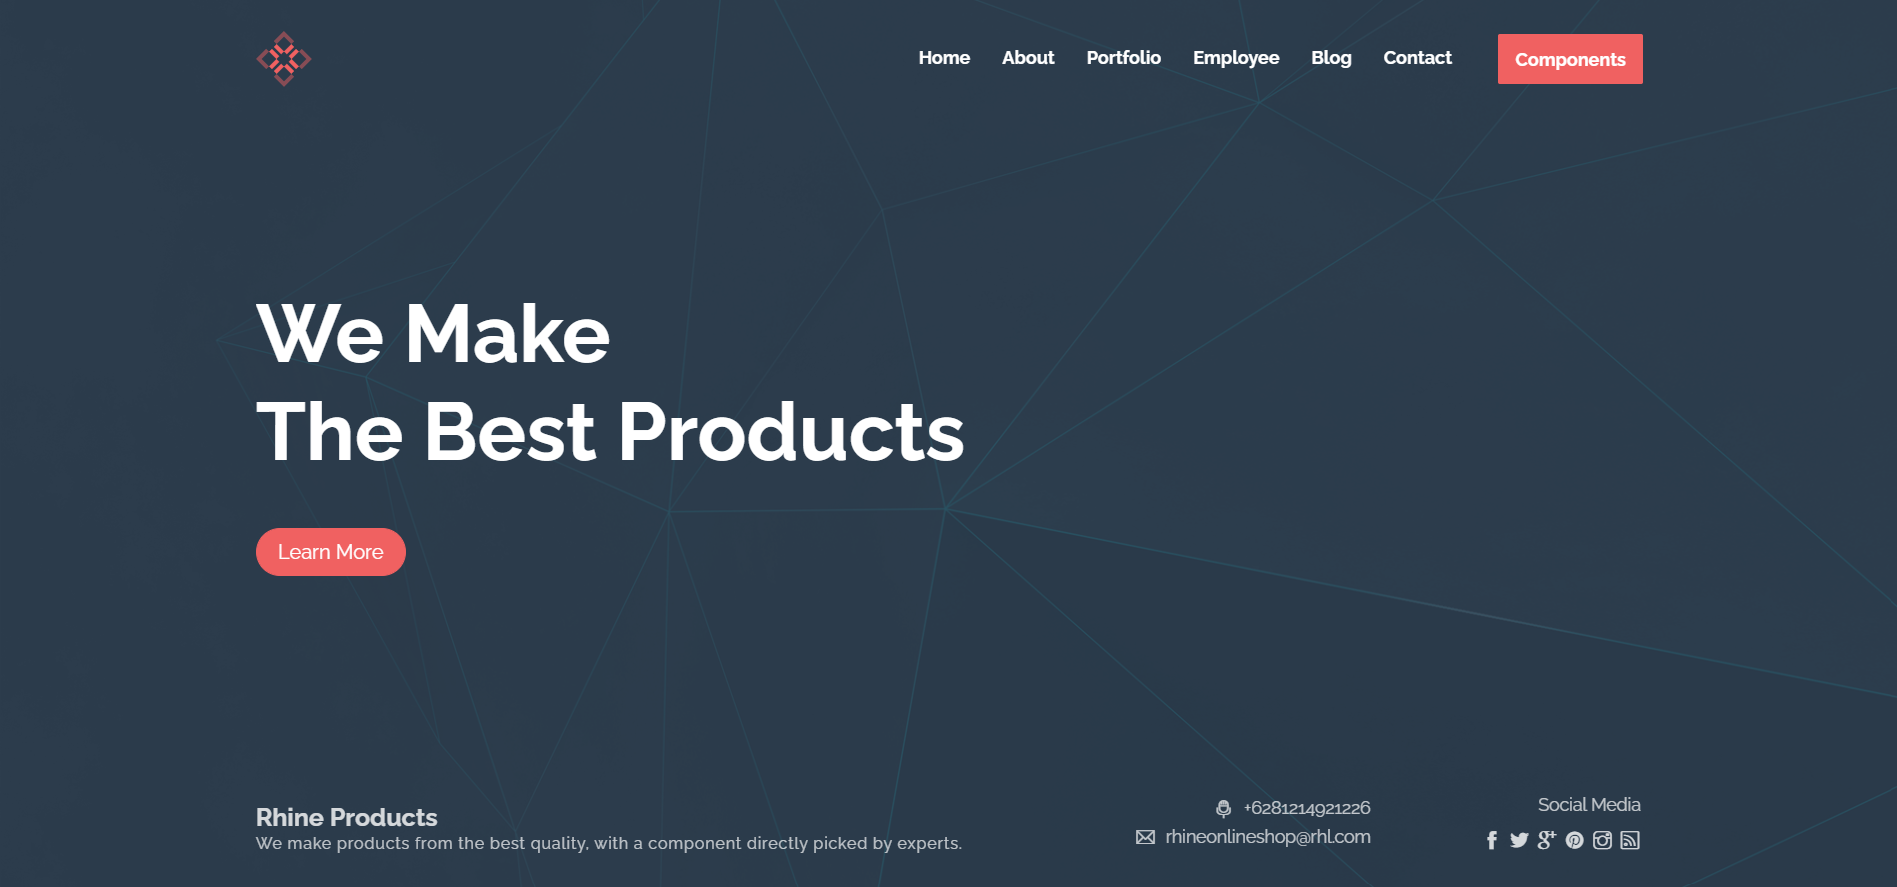 Home About Portfolio Employee Blog Contact Components
We Make
The Best Products
Learn More
Rhine Products
We make products from the best quality, with a component directly picked by experts.
+6281214921226
rhineonlineshop@rhl.com
Social Media